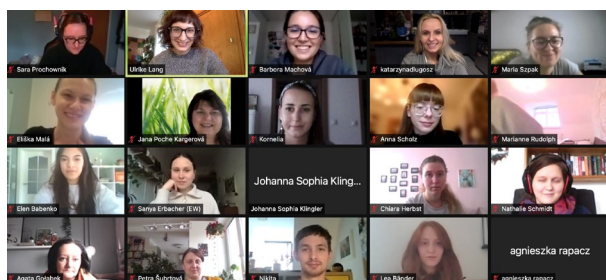 Sara Prochownik
Ulrike Lang
Barbora Machová
katarzynadlugosz
Maria Szpak
Eliška Malá
Jana Poche Kargerová
Kornelia
Anna Scholz
Marianne Rudolph
Elen Babenko
Sanya Erbacher (EW)
Johanna Sophia Kling...
Johanna Sophia Klingler
Chiara Herbst
Nathalie Schmidt
Agata Gołąbek
Petra Šubrtová
Nikita
Lea Bänder
agnieszka rapacz
agnieszka rapacz